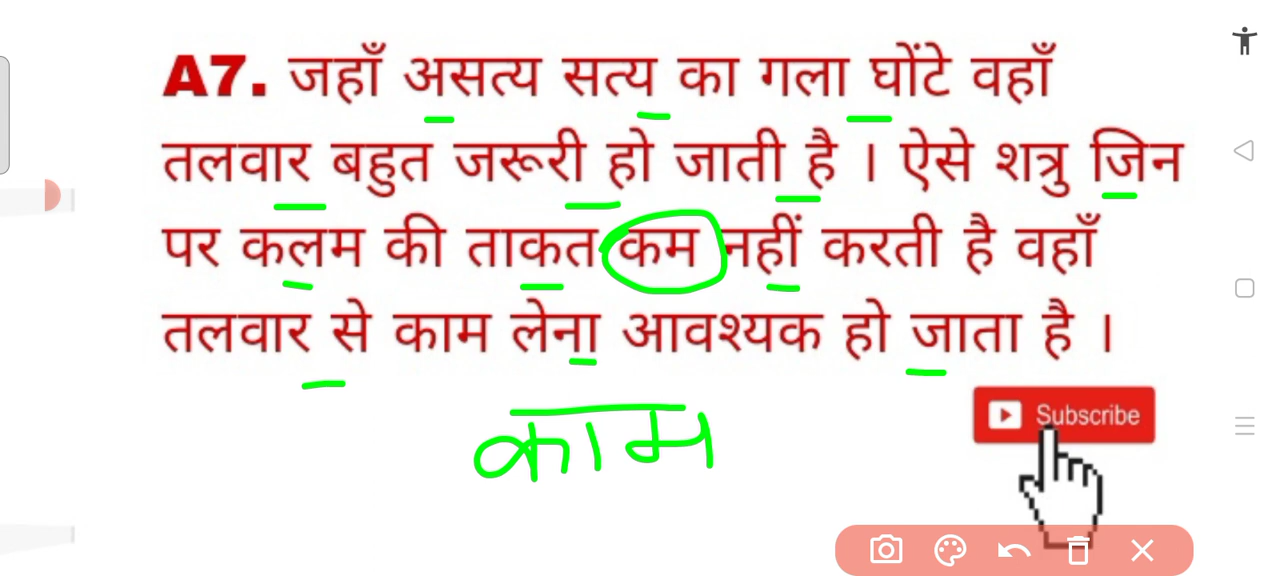 A7. जहाँ असत्य सत्य का गला घोंटे वहाँ
तलवार बहुत जरूरी हो जाती है । ऐसे शत्रु जिन
पर कलम की ताकत कम नहीं करती है वहाँ
तलवार से काम लेना आवश्यक हो जाता है ।
Subscribe
काम